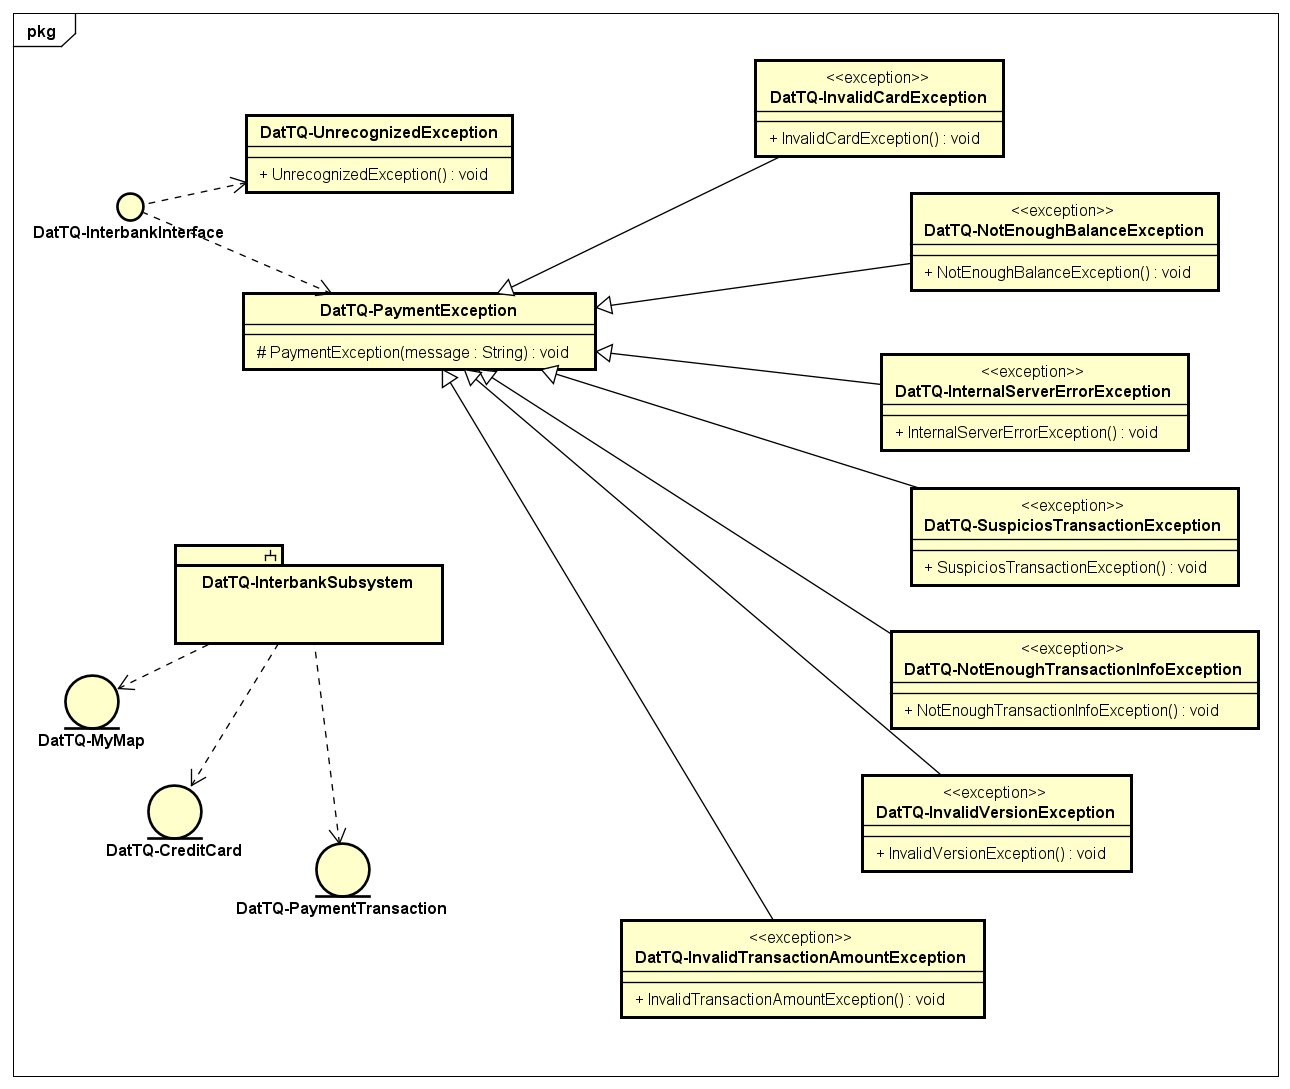 pkg
<<exception>>
DatTQ-InvalidCardException
+ InvalidCardException() : void
DatTQ-UnrecognizedException
+ UnrecognizedException() : void
DatTQ-InterbankInterface
<<exception>>
DatTQ-NotEnoughBalanceException
+ NotEnoughBalanceException() : void
DatTQ-PaymentException
# PaymentException(message : String) : void
<<exception>>
DatTQ-InternalServerErrorException
+ InternalServerErrorException() : void
<<exception>>
DatTQ-SuspiciosTransactionException
+ SuspiciosTransactionException() : void
DatTQ-InterbankSubsystem
<<exception>>
DatTQ-NotEnoughTransactionInfoException
+ NotEnoughTransactionInfoException() : void
DatTQ-MyMap
<<exception>>
DatTQ-InvalidVersionException
+ InvalidVersionException() : void
DatTQ-CreditCard
DatTQ-PaymentTransaction
<<exception>>
DatTQ-InvalidTransactionAmountException
+ InvalidTransactionAmountException() : void